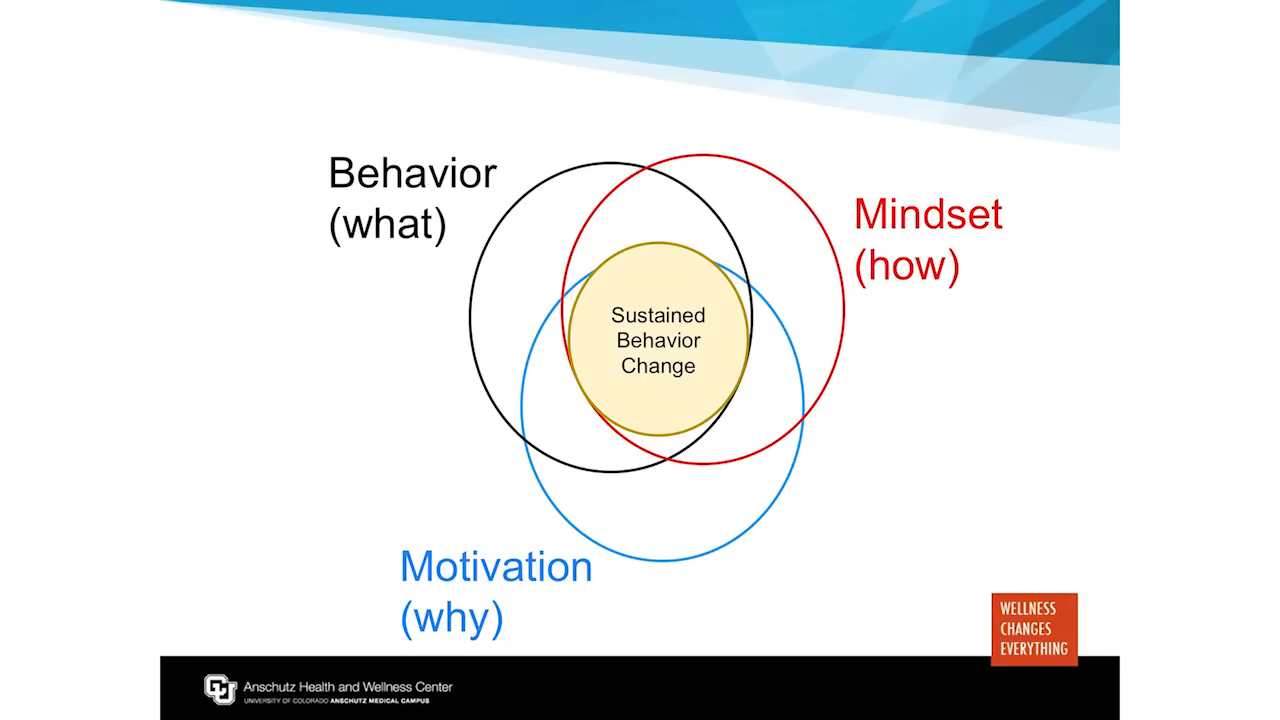 Behavior
(what)
Mindset
(how)
Sustained
Behavior
Change
Motivation
(why)
WELLNESS
CHANGES
EVERYTHING
CU
Anschutz Health and Wellness Center
UNIVERSITY OF COLORADO ANSCHUTZ MEDICAL CAMPUS